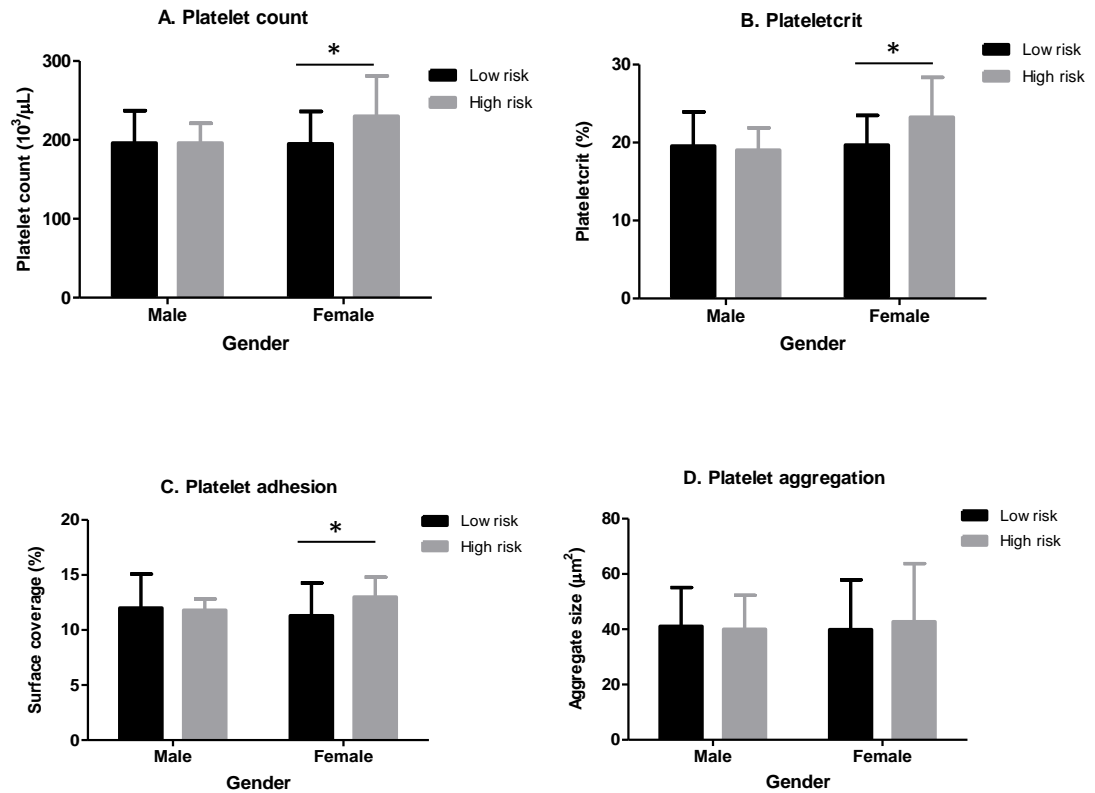 A. Platelet count
*
Low risk
High risk
Platelet count (10³/µL)
300
200
100
0
Male
Female
Gender
B. Plateletcrit
*
Low risk
High risk
Plateletcrit (%)
30
20
10
0
Male
Female
Gender
C. Platelet adhesion
*
Low risk
High risk
Surface coverage (%)
20
15
10
5
0
Male
Female
Gender
D. Platelet aggregation
Low risk
High risk
Aggregate size (µm²)
80
60
40
20
0
Male
Female
Gender